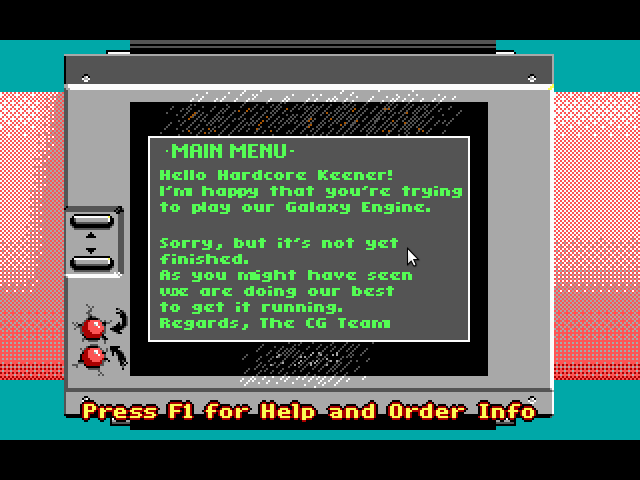 ·MAIN MENU·
Hello Hardcore Keener!
I'm happy that you're trying
to play our Galaxy Engine.
Sorry, but it's not yet
finished.
As you might have seen
we are doing our best
to get it running.
Regards, The CG Team
Press F1 for Help and Order Info